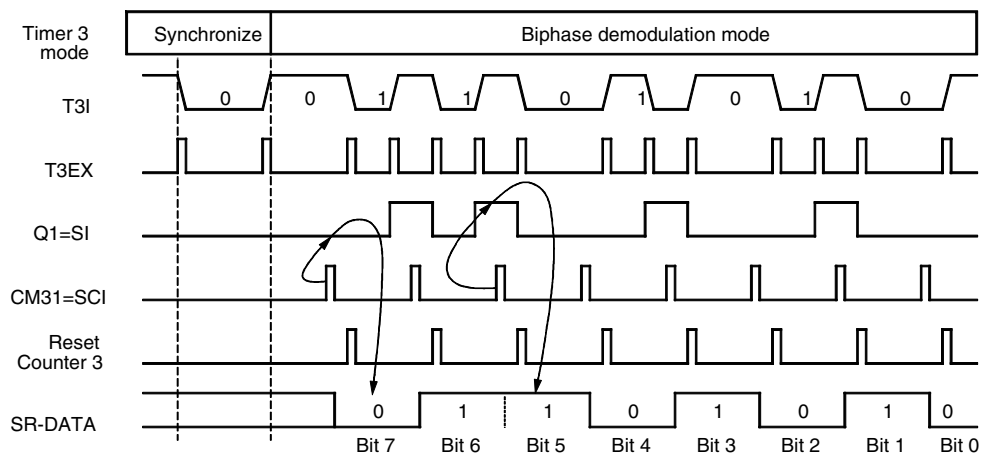 Timer 3
mode
Synchronize
Biphase demodulation mode
T3I
0 0 1 1 0 1 0 1 0
T3EX
Q1=SI
CM31=SCI
Reset
Counter 3
SR-DATA
0 1 1 0 1 0 1 0
Bit 7 Bit 6 Bit 5 Bit 4 Bit 3 Bit 2 Bit 1 Bit 0